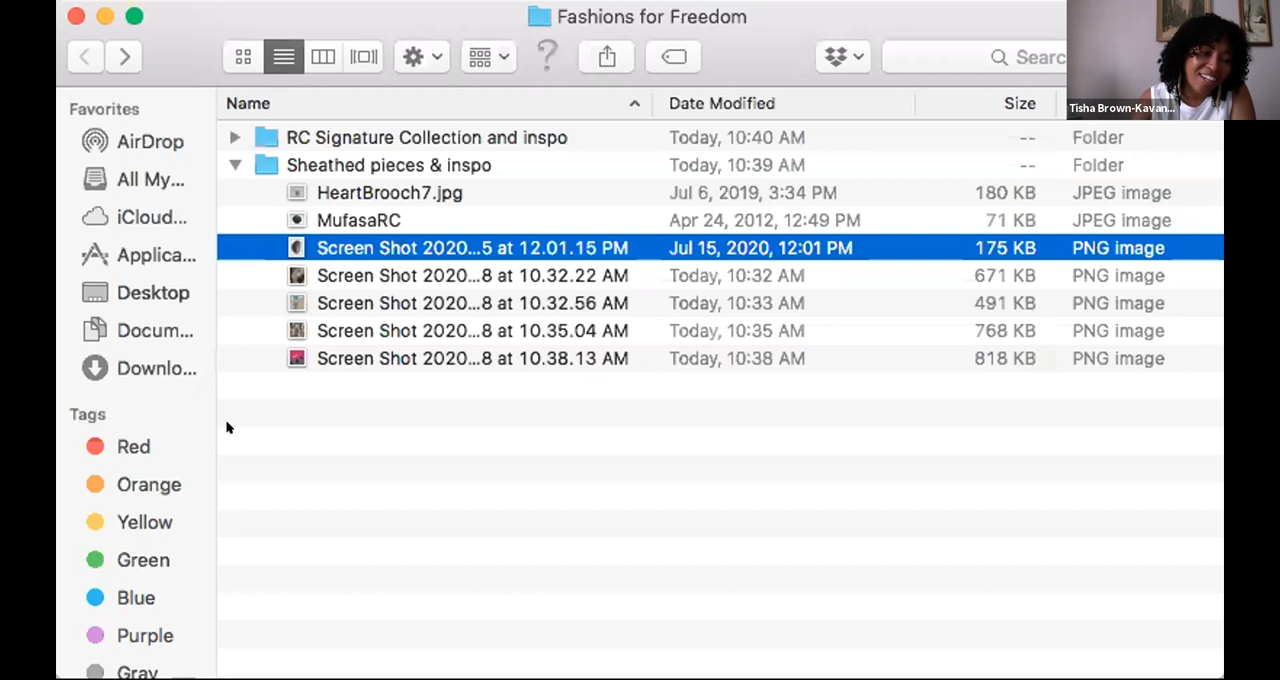 Fashions for Freedom
Searc
Tisha Brown-Kavan...
Favorites
AirDrop
All My...
iCloud...
Applica...
Desktop
Docum...
Downlo...
Tags
Red
Orange
Yellow
Green
Blue
Purple
Gray
Name Date Modified Size
RC Signature Collection and inspo Today, 10:40 AM -- Folder
Sheathed pieces & inspo Today, 10:39 AM -- Folder
HeartBrooch7.jpg Jul 6, 2019, 3:34 PM 180 KB JPEG image
MufasaRC Apr 24, 2012, 12:49 PM 71 KB JPEG image
Screen Shot 2020...5 at 12.01.15 PM Jul 15, 2020, 12:01 PM 175 KB PNG image
Screen Shot 2020...8 at 10.32.22 AM Today, 10:32 AM 671 KB PNG image
Screen Shot 2020...8 at 10.32.56 AM Today, 10:33 AM 491 KB PNG image
Screen Shot 2020...8 at 10.35.04 AM Today, 10:35 AM 768 KB PNG image
Screen Shot 2020...8 at 10.38.13 AM Today, 10:38 AM 818 KB PNG image